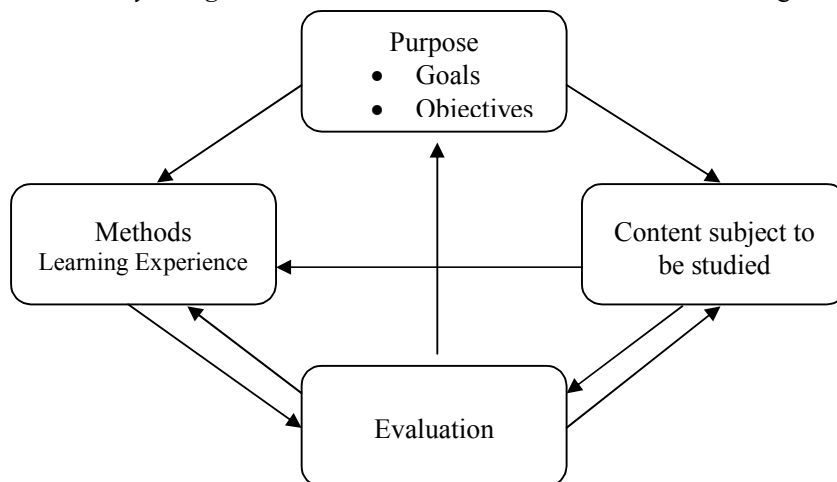 Purpose
• Goals
• Objectives
Methods
Learning Experience
Content subject to
be studied
Evaluation